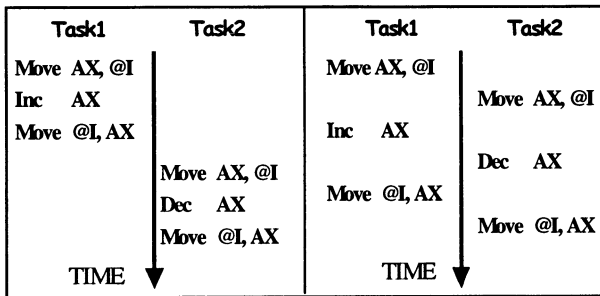 Task1 Task2
Move AX, @I
Inc AX
Move @I, AX
Move AX, @I
Dec AX
Move @I, AX
TIME
Task1 Task2
Move AX, @I
Move AX, @I
Inc AX
Dec AX
Move @I, AX
Move @I, AX
TIME